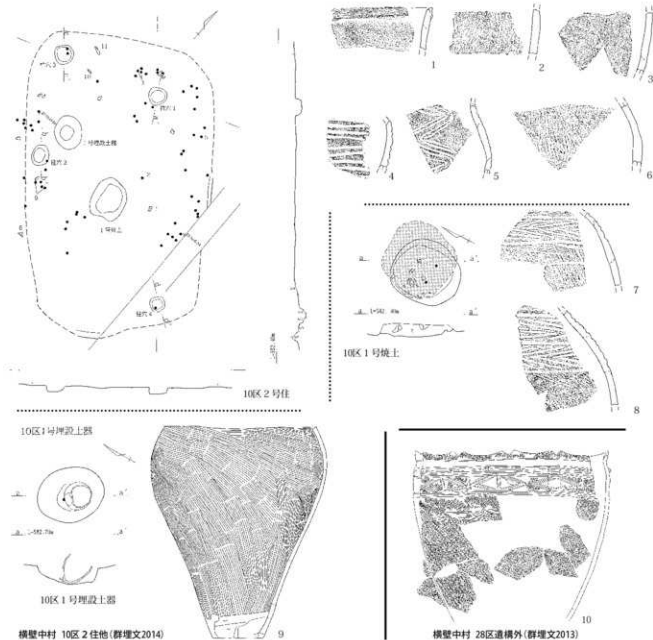 柱穴1
1号埋設土器
柱穴2
1号焼土
柱穴4
10区2号住
1
2
3
4
5
6
a
a'
a
a'
10区1号焼土
7
8
10区1号埋設土器
a
a'
a
a'
10区1号埋設土器
9
横壁中村 10区2住他(群埋文2014)
10
横壁中村 28区遺構外(群埋文2013)